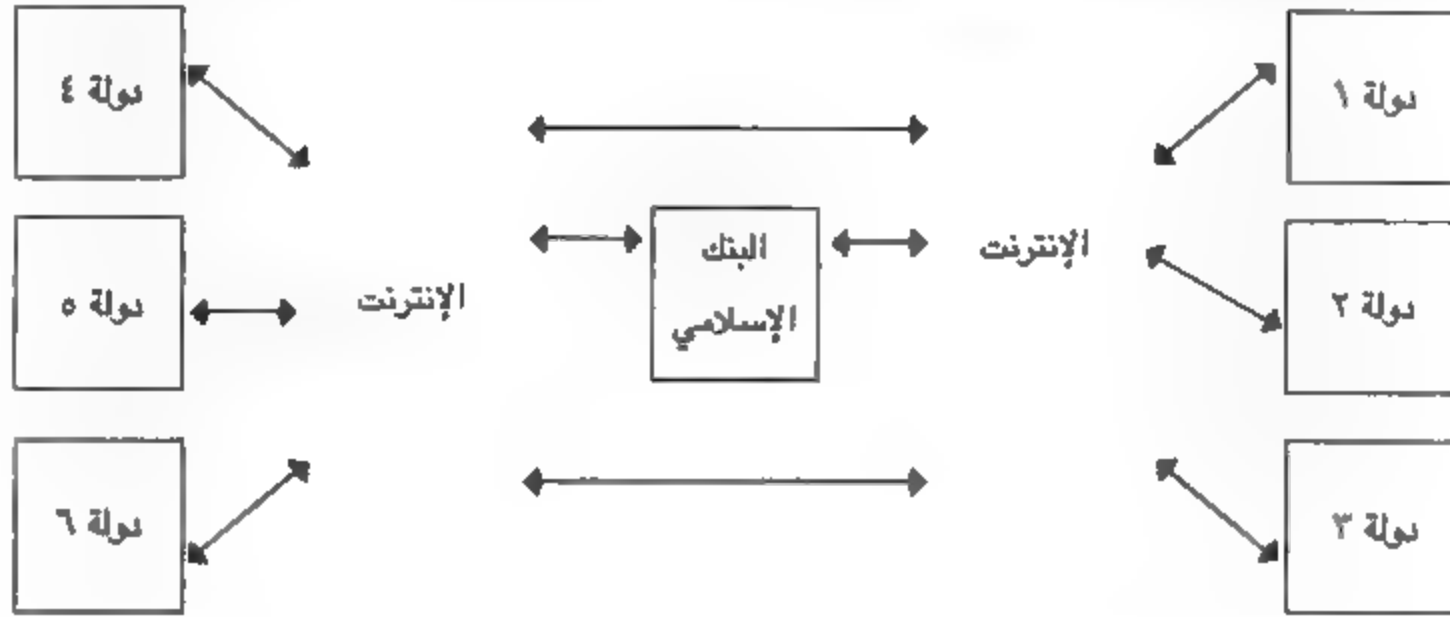 دولة ١
دولة ٤
البنك
الإنترنت
الإسلامي
الإنترنت
دولة ٢
دولة ٥
دولة ٣
دولة ٦